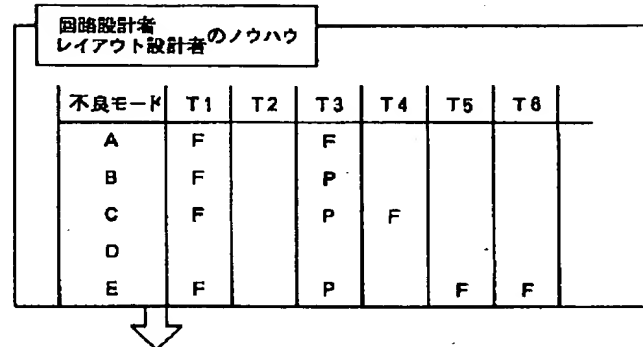 回路設計者
レイアウト設計者のノウハウ
不良モード T1 T2 T3 T4 T5 T6
A F F
B F P
C F P F
D
E F P F F